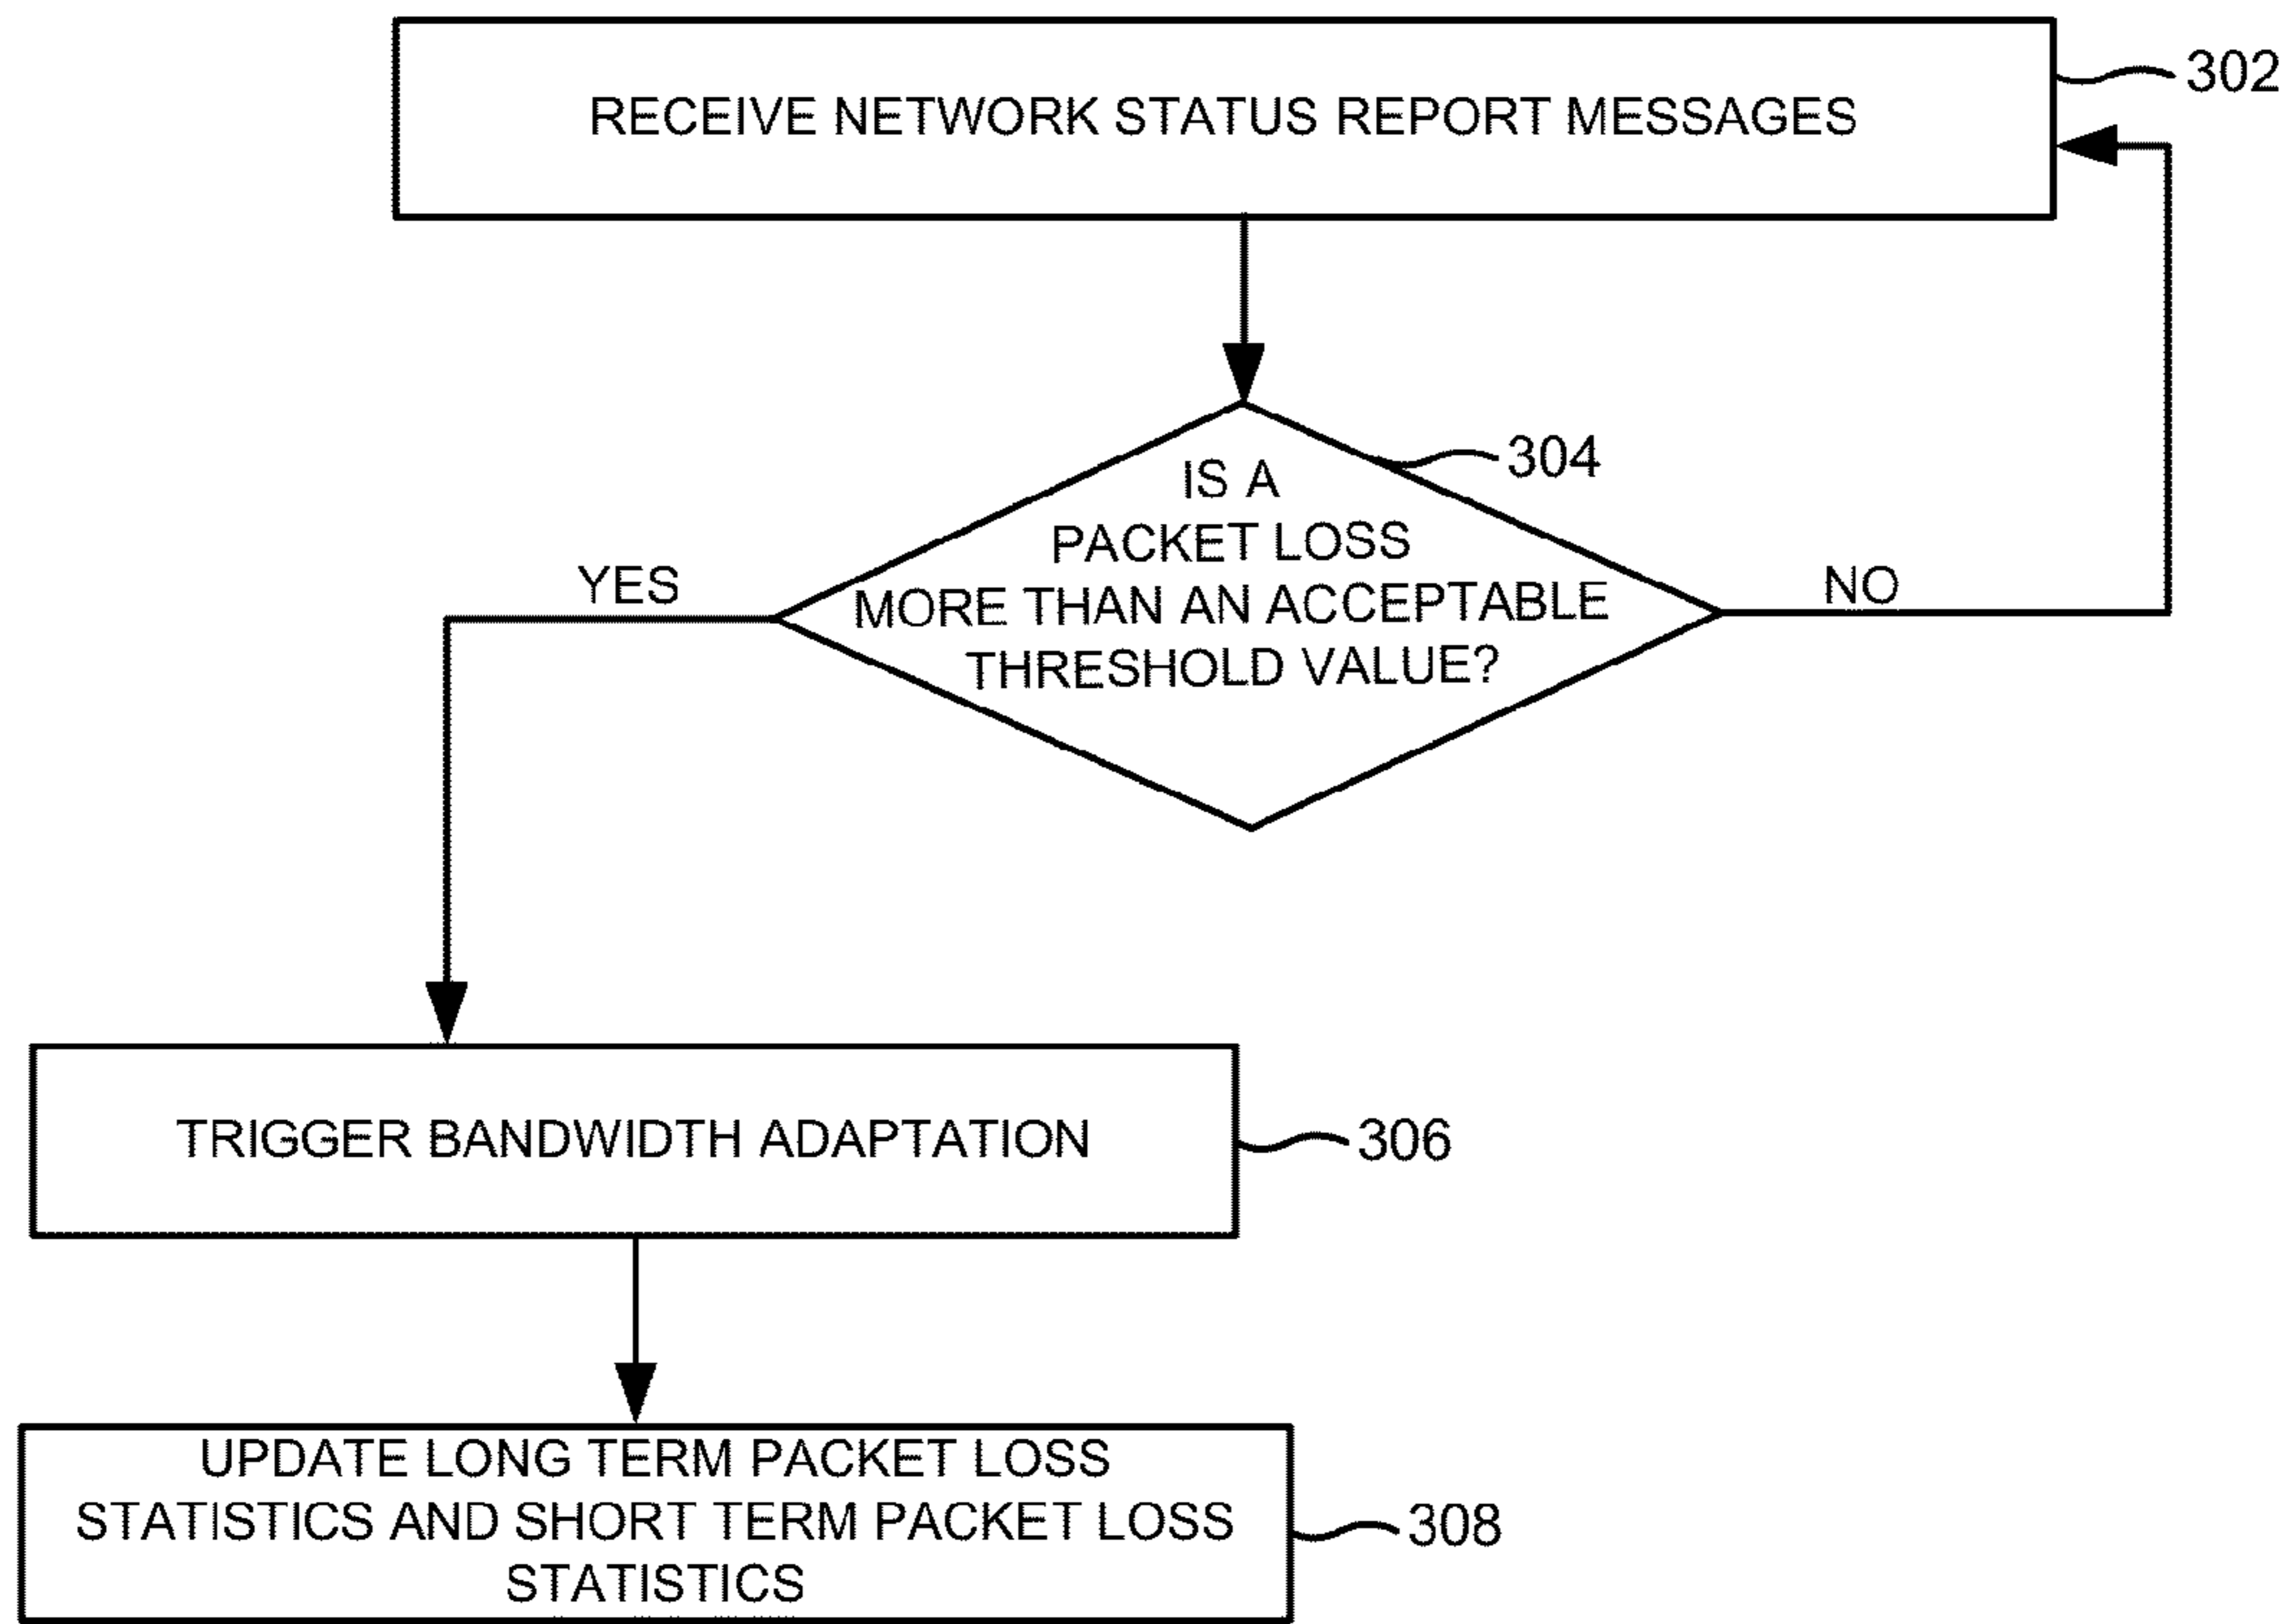 RECEIVE NETWORK STATUS REPORT MESSAGES
302
304
IS A
PACKET LOSS
MORE THAN AN ACCEPTABLE
THRESHOLD VALUE?
YES
NO
TRIGGER BANDWIDTH ADAPTATION
306
UPDATE LONG TERM PACKET LOSS
STATISTICS AND SHORT TERM PACKET LOSS
STATISTICS
308